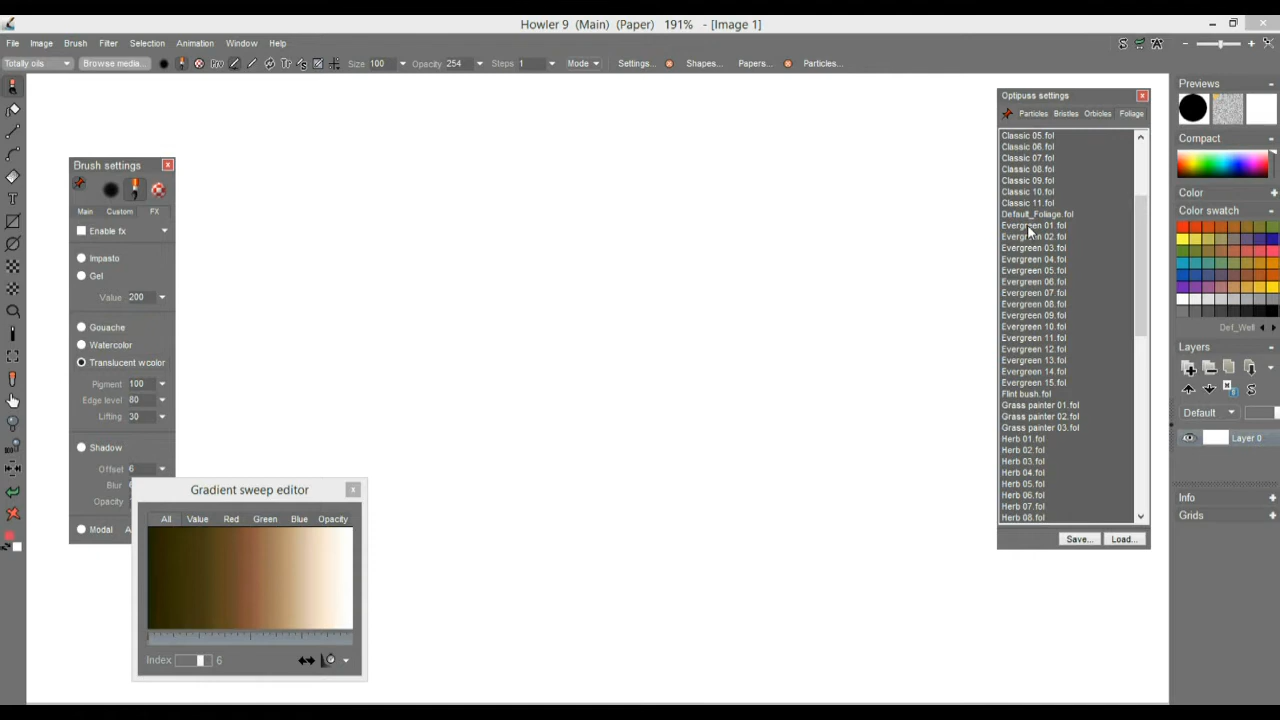 Howler 9 (Main) (Paper) 191% - [Image 1]
File Image Brush Filter Selection Animation Window Help
Totally oils Browse media... Prv Tr Size 100 Opacity 254 Steps 1 Mode Settings... Shapes... Papers... Particles...
Optipuss settings
Particles Bristles Orbicles Foliage
Classic 05.fol
Classic 06.fol
Classic 07.fol
Classic 08.fol
Classic 09.fol
Classic 10.fol
Classic 11.fol
Default_Foliage.fol
Evergreen 01.fol
Evergreen 02.fol
Evergreen 03.fol
Evergreen 04.fol
Evergreen 05.fol
Evergreen 06.fol
Evergreen 07.fol
Evergreen 08.fol
Evergreen 09.fol
Evergreen 10.fol
Evergreen 11.fol
Evergreen 12.fol
Evergreen 13.fol
Evergreen 14.fol
Evergreen 15.fol
Flint bush.fol
Grass painter 01.fol
Grass painter 02.fol
Grass painter 03.fol
Herb 01.fol
Herb 02.fol
Herb 03.fol
Herb 04.fol
Herb 05.fol
Herb 06.fol
Herb 07.fol
Herb 08.fol
Save... Load...
Brush settings
Main Custom FX
Enable fx
Impasto
Gel
Value 200
Gouache
Watercolor
Translucent wcolor
Pigment 100
Edge level 80
Lifting 30
Shadow
Offset 6
Blur
Opacity
Modal A
Gradient sweep editor
All Value Red Green Blue Opacity
Index 6
Previews
Compact
Color
Color swatch
Def_Well
Layers
Default
Layer 0
Info
Grids